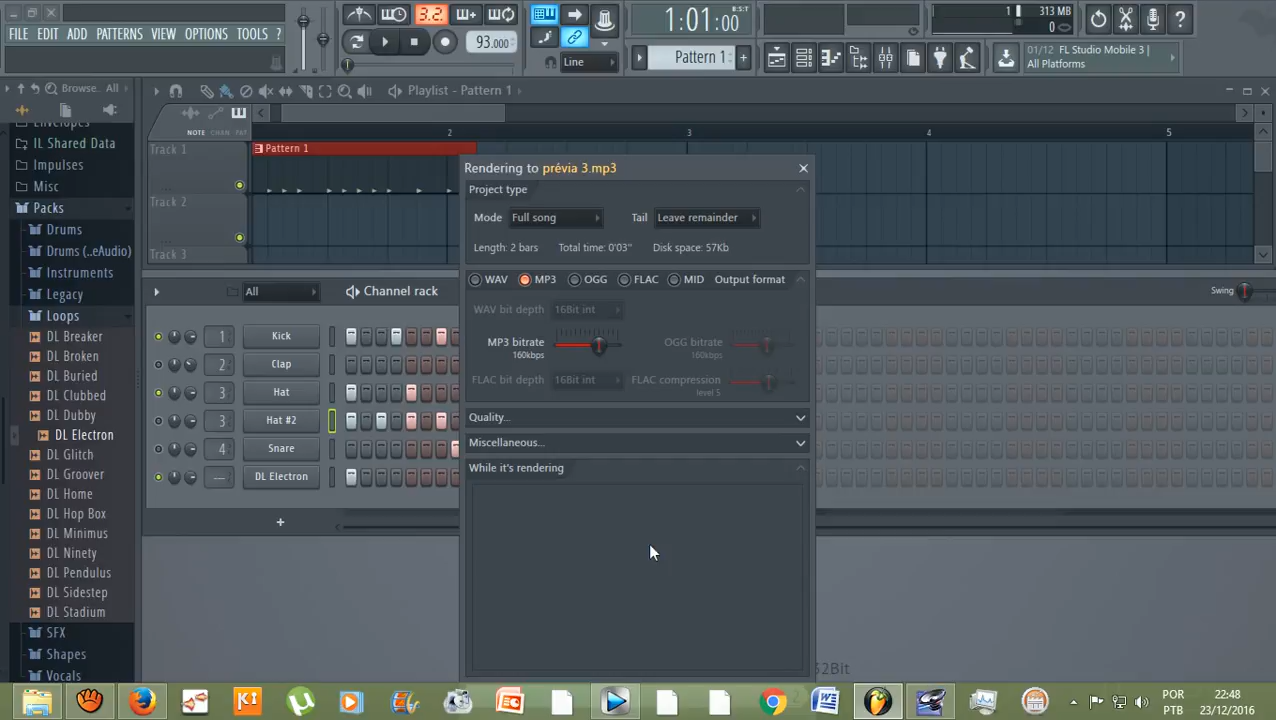 3.2.
1:01:00
B:S:T
1
313 MB
0
FILE EDIT ADD PATTERNS VIEW OPTIONS TOOLS ?
93.000
Line
Pattern 1
+
01/12 FL Studio Mobile 3 |
All Platforms
Browse.. All
Playlist - Pattern 1
NOTE CHAN PAT
2
3
4
5
Track 1
Pattern 1
Track 2
Track 3
Envelopes
IL Shared Data
Impulses
Misc
Packs
Drums
Drums (..eAudio)
Instruments
Legacy
Loops
DL Breaker
DL Broken
DL Buried
DL Clubbed
DL Dubby
DL Electron
DL Glitch
DL Groover
DL Home
DL Hop Box
DL Minimus
DL Ninety
DL Pendulus
DL Sidestep
DL Stadium
SFX
Shapes
Vocals
All
Channel rack
Swing
1 Kick
2 Clap
3 Hat
3 Hat #2
4 Snare
--- DL Electron
+
Rendering to prévia 3.mp3
Project type
Mode Full song Tail Leave remainder
Length: 2 bars Total time: 0'03" Disk space: 57Kb
WAV MP3 OGG FLAC MID Output format
WAV bit depth 16Bit int
MP3 bitrate
160kbps
OGG bitrate
160kbps
FLAC bit depth 16Bit int
FLAC compression
level 5
Quality...
Miscellaneous...
While it's rendering
32Bit
POR
PTB
22:48
23/12/2016